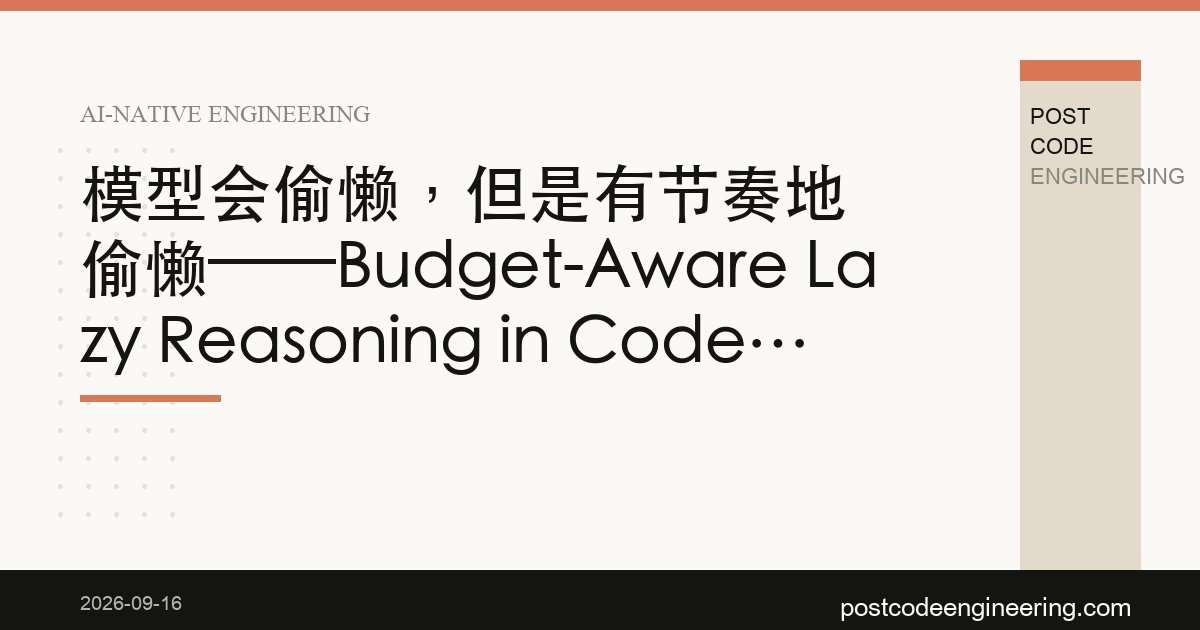 AI-NATIVE ENGINEERING
模型会偷懒，但是有节奏地
偷懒——Budget-Aware La
zy Reasoning in Code…
POST
CODE
ENGINEERING
2026-09-16
postcodeengineering.com